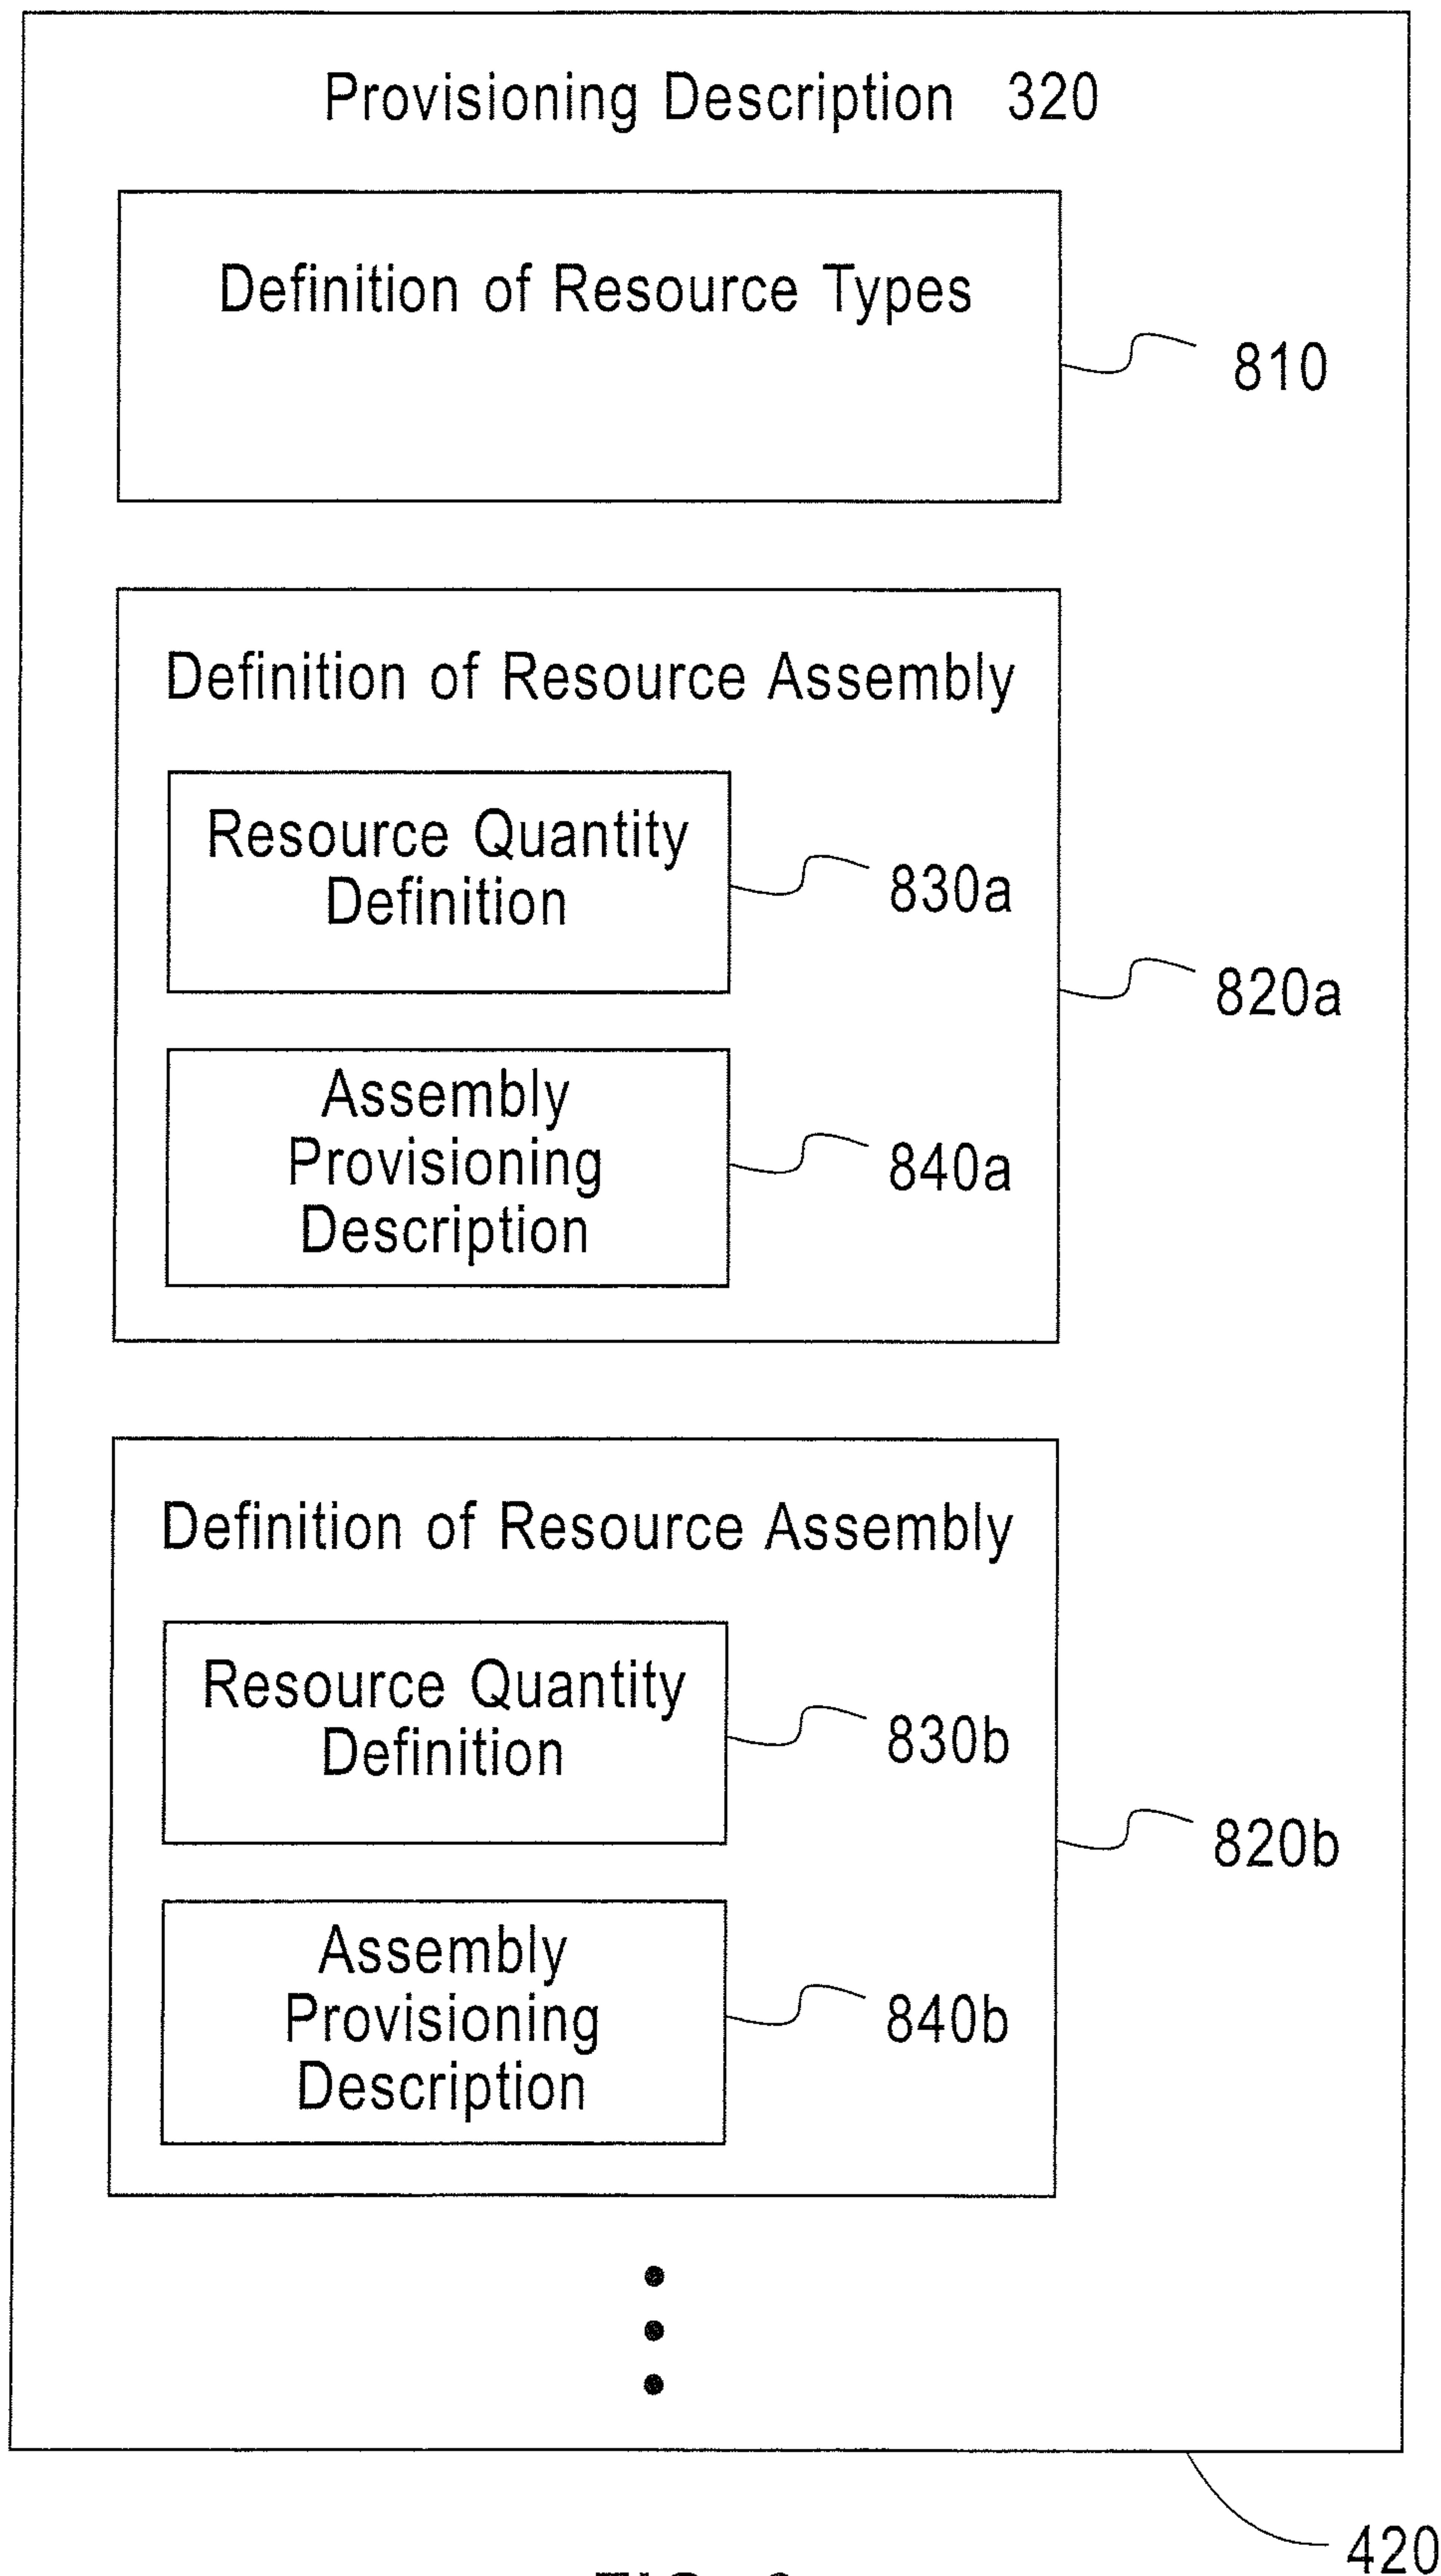 Provisioning Description 320
Definition of Resource Types
810
Definition of Resource Assembly
Resource Quantity
Definition
830a
820a
Assembly
Provisioning
Description
840a
Definition of Resource Assembly
Resource Quantity
Definition
830b
820b
Assembly
Provisioning
Description
840b
420